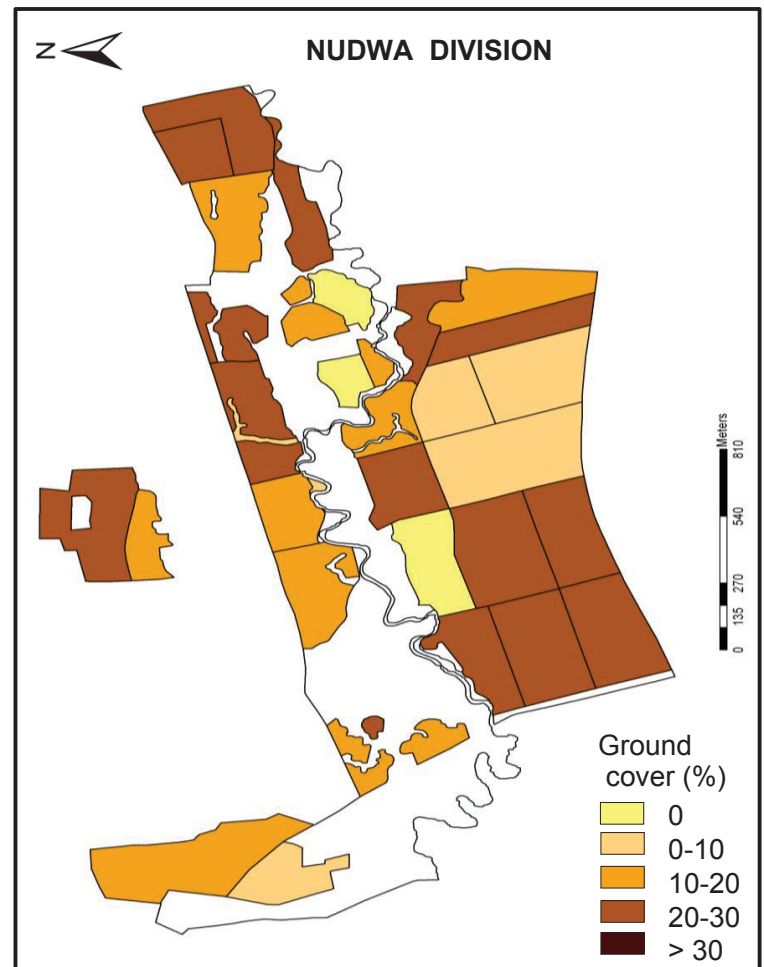 N
NUDWA DIVISION
Meters
0 135 270 540 810
Ground
cover (%)
0
0-10
10-20
20-30
> 30